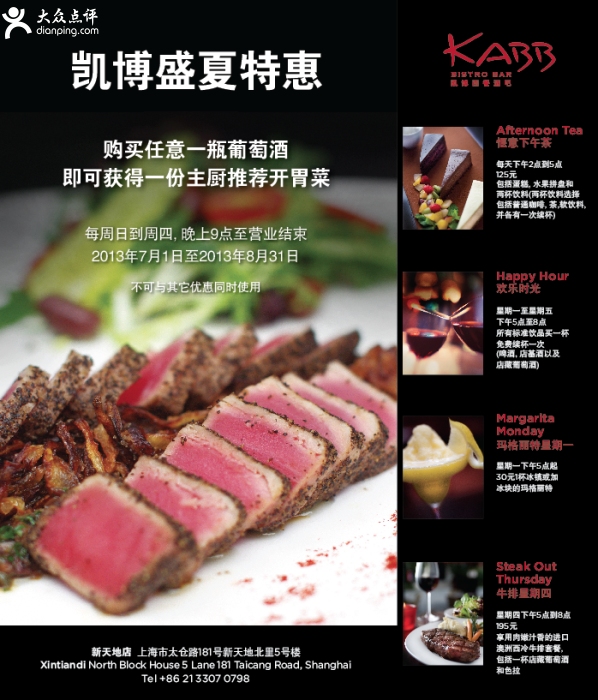 大众点评
dianping.com
凯博盛夏特惠
购买任意一瓶葡萄酒
即可获得一份主厨推荐开胃菜
每周日到周四, 晚上9点至营业结束
2013年7月1日至2013年8月31日
不可与其它优惠同时使用
新天地店 上海市太仓路181号新天地北里5号楼
Xintiandi North Block House 5 Lane 181 Taicang Road, Shanghai
Tel +86 21 3307 0798
KABB
BISTRO BAR
凯博西餐酒吧
Afternoon Tea
恒意下午茶
每天下午2点到5点
125元
包括蛋糕, 水果拼盘和
两杯饮料(两杯饮料选择
包括普通咖啡, 茶,软饮料,
并各有一次续杯)
Happy Hour
欢乐时光
星期一至星期五
下午5点至8点
所有标准饮品买一杯
免费续杯一次
(啤酒, 店基酒以及
店藏葡萄酒)
Margarita
Monday
玛格丽特星期一
星期一下午5点起
30元1杯冰镇或加
冰块的玛格丽特
Steak Out
Thursday
牛排星期四
星期四下午5点到8点
195元
享用肉嫩汁香的进口
澳洲西冷牛排套餐,
包括一杯店藏葡萄酒
和色拉